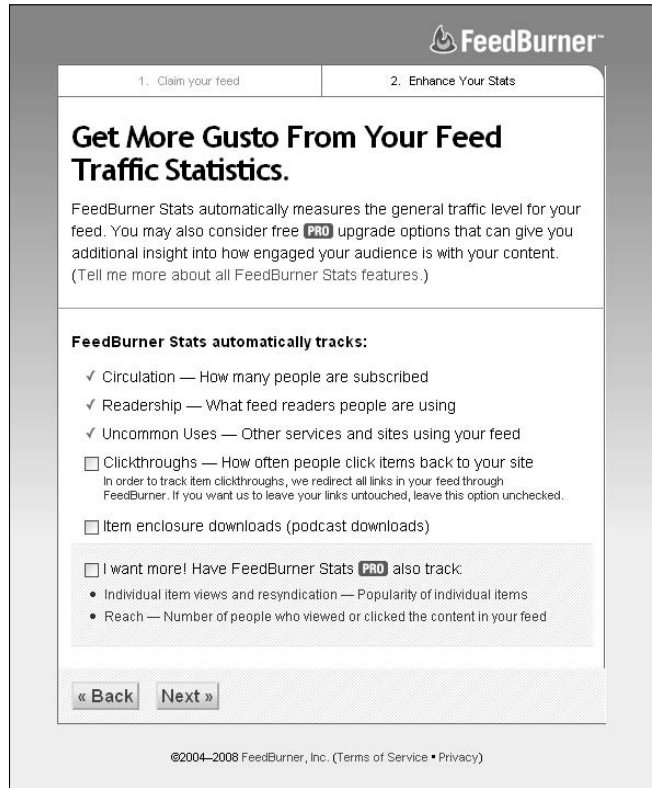 FeedBurner™
1. Claim your feed
2. Enhance Your Stats
Get More Gusto From Your Feed
Traffic Statistics.
FeedBurner Stats automatically measures the general traffic level for your
feed. You may also consider free PRO upgrade options that can give you
additional insight into how engaged your audience is with your content.
(Tell me more about all FeedBurner Stats features.)
FeedBurner Stats automatically tracks:
✓ Circulation — How many people are subscribed
✓ Readership — What feed readers people are using
✓ Uncommon Uses — Other services and sites using your feed
Clickthroughs — How often people click items back to your site
In order to track item clickthroughs, we redirect all links in your feed through
FeedBurner. If you want us to leave your links untouched, leave this option unchecked.
Item enclosure downloads (podcast downloads)
I want more! Have FeedBurner Stats PRO also track:
• Individual item views and resyndication — Popularity of individual items
• Reach — Number of people who viewed or clicked the content in your feed
« Back
Next »
©2004–2008 FeedBurner, Inc. (Terms of Service • Privacy)